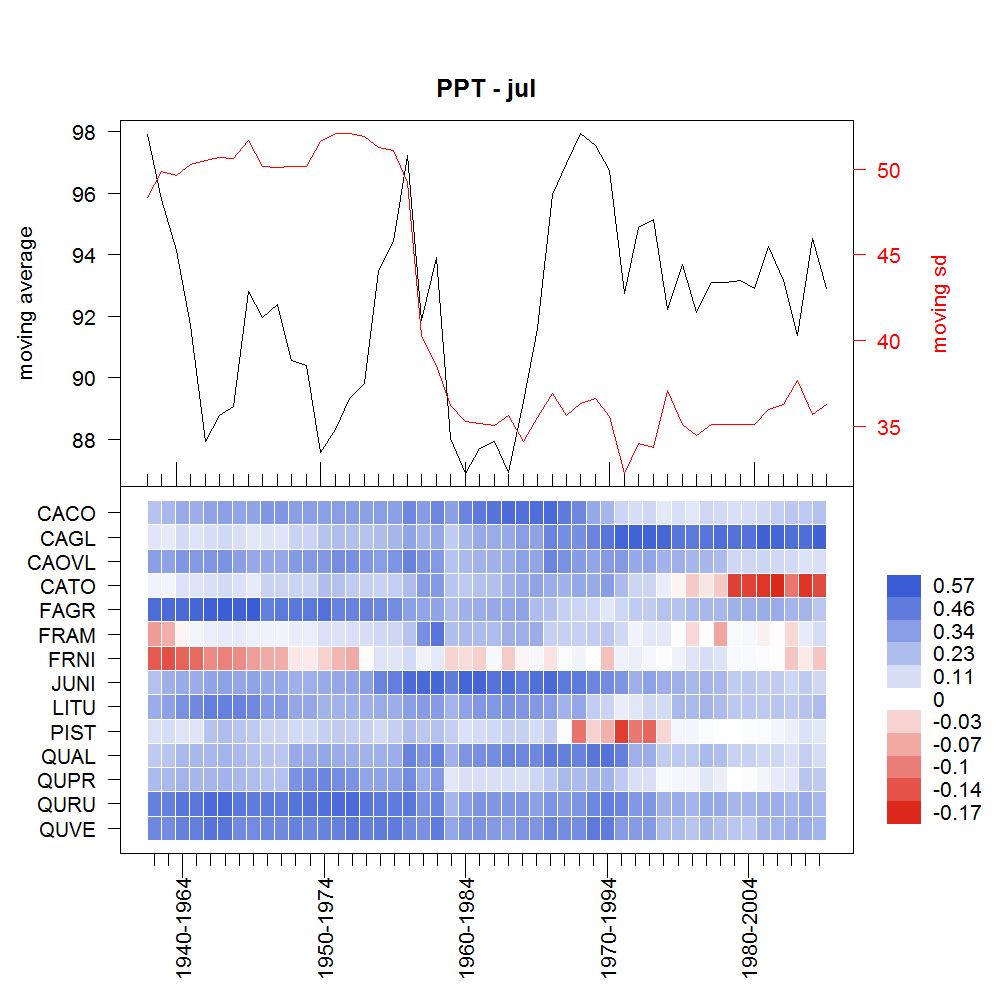 PPT - jul
98
96
94
92
90
88
moving average
50
45
40
35
moving sd
CACO
CAGL
CAOVL
CATO
FAGR
FRAM
FRNI
JUNI
LITU
PIST
QUAL
QUPR
QURU
QUVE
0.57
0.46
0.34
0.23
0.11
0
-0.03
-0.07
-0.1
-0.14
-0.17
1940-1964
1950-1974
1960-1984
1970-1994
1980-2004